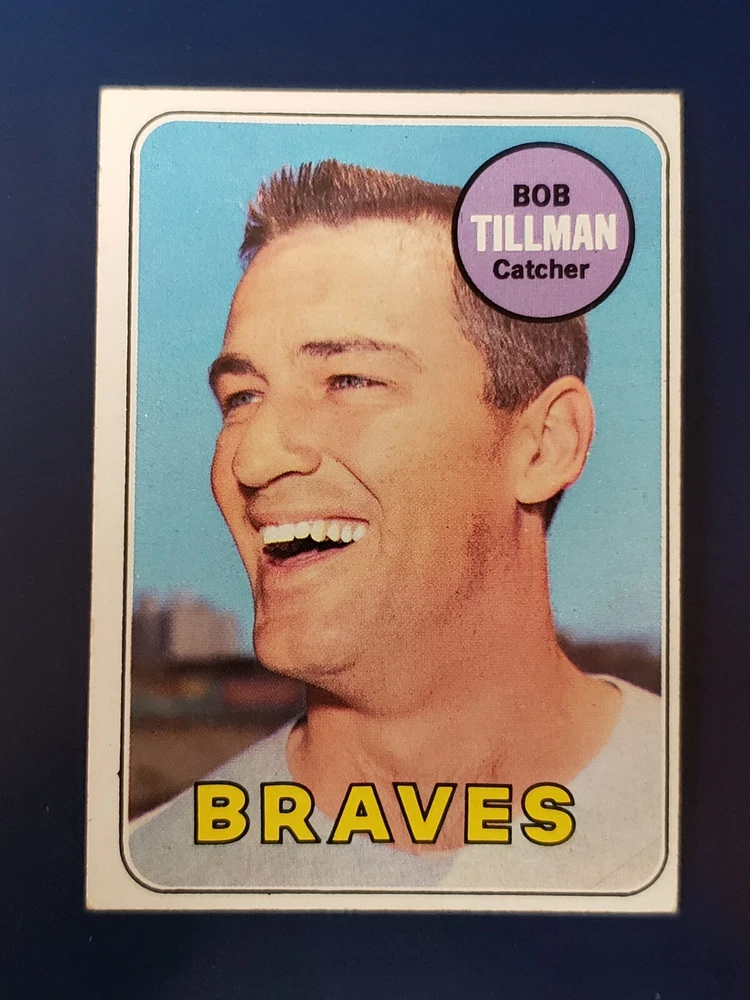 BOB
TILLMAN
Catcher
BRAVES